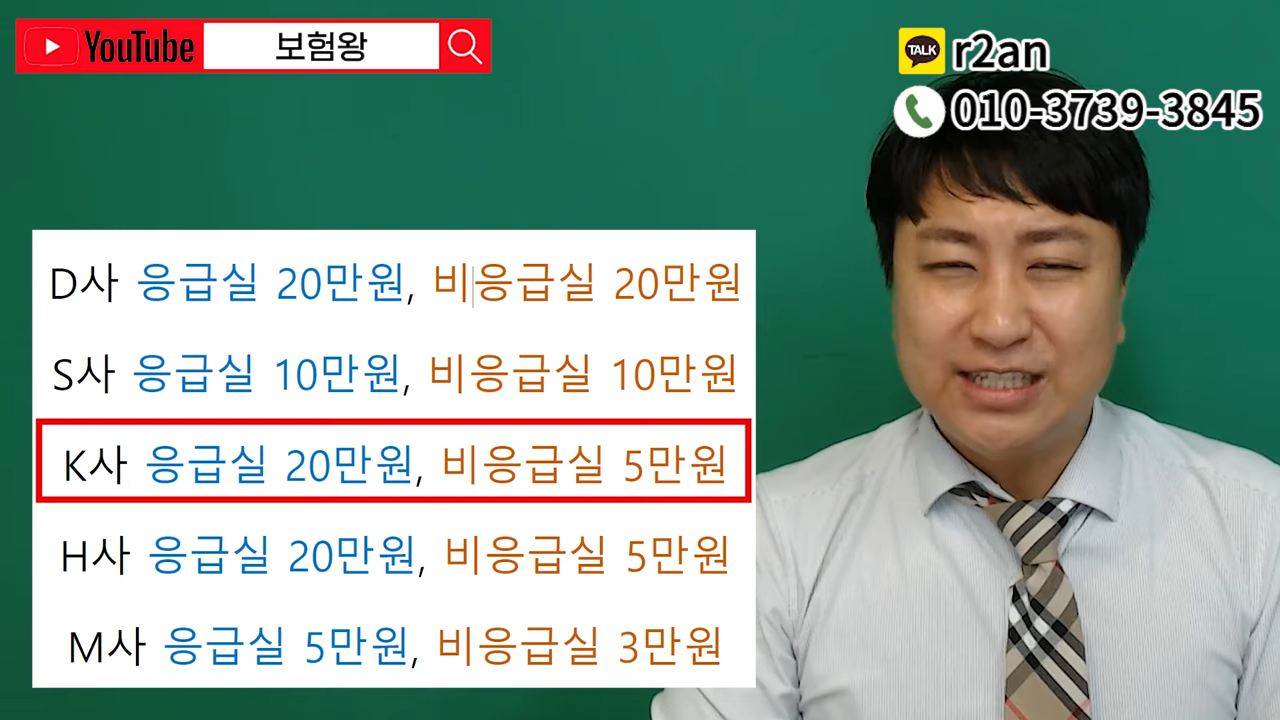 YouTube 보험왕
TALK r2an
010-3739-3845
D사 응급실 20만원, 비응급실 20만원
S사 응급실 10만원, 비응급실 10만원
K사 응급실 20만원, 비응급실 5만원
H사 응급실 20만원, 비응급실 5만원
M사 응급실 5만원, 비응급실 3만원